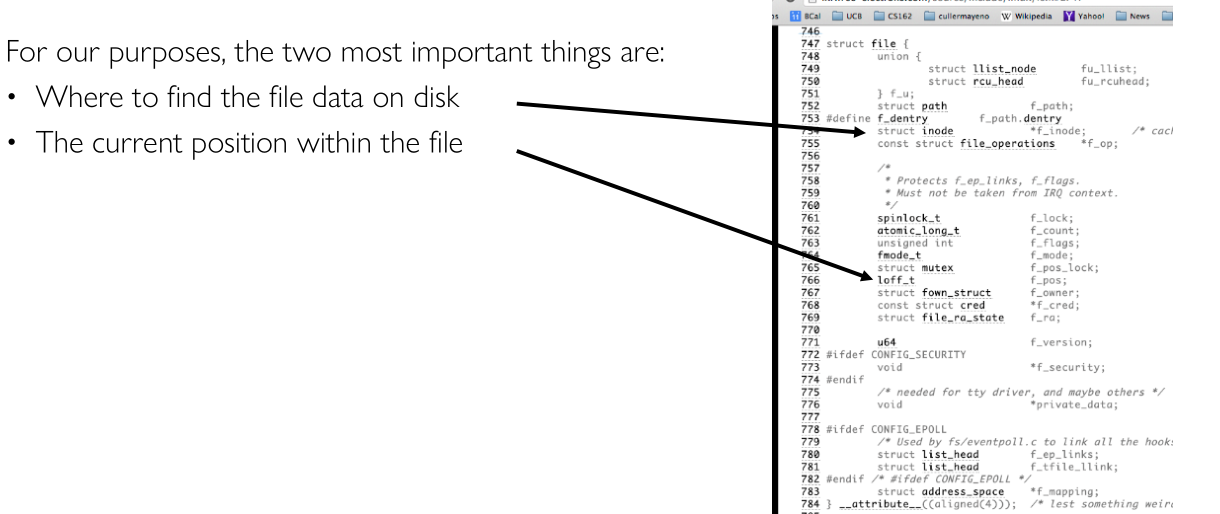 For our purposes, the two most important things are:
• Where to find the file data on disk
• The current position within the file
BCal UCB CS162 cullermayeno W Wikipedia Y Yahoo! News
746
747 struct file {
748 union {
749 struct llist_node fu_llist;
750 struct rcu_head fu_rcuhead;
751 } f_u;
752 struct path f_path;
753 #define f_dentry f_path.dentry
754 struct inode *f_inode; /* cach
755 const struct file_operations *f_op;
756
757 /*
758 * Protects f_ep_links, f_flags.
759 * Must not be taken from IRQ context.
760 */
761 spinlock_t f_lock;
762 atomic_long_t f_count;
763 unsigned int f_flags;
764 fmode_t f_mode;
765 struct mutex f_pos_lock;
766 loff_t f_pos;
767 struct fown_struct f_owner;
768 const struct cred *f_cred;
769 struct file_ra_state f_ra;
770
771 u64 f_version;
772 #ifdef CONFIG_SECURITY
773 void *f_security;
774 #endif
775 /* needed for tty driver, and maybe others */
776 void *private_data;
777
778 #ifdef CONFIG_EPOLL
779 /* Used by fs/eventpoll.c to link all the hooks
780 struct list_head f_ep_links;
781 struct list_head f_tfile_llink;
782 #endif /* #ifdef CONFIG_EPOLL */
783 struct address_space *f_mapping;
784 } __attribute__((aligned(4))); /* lest something weird